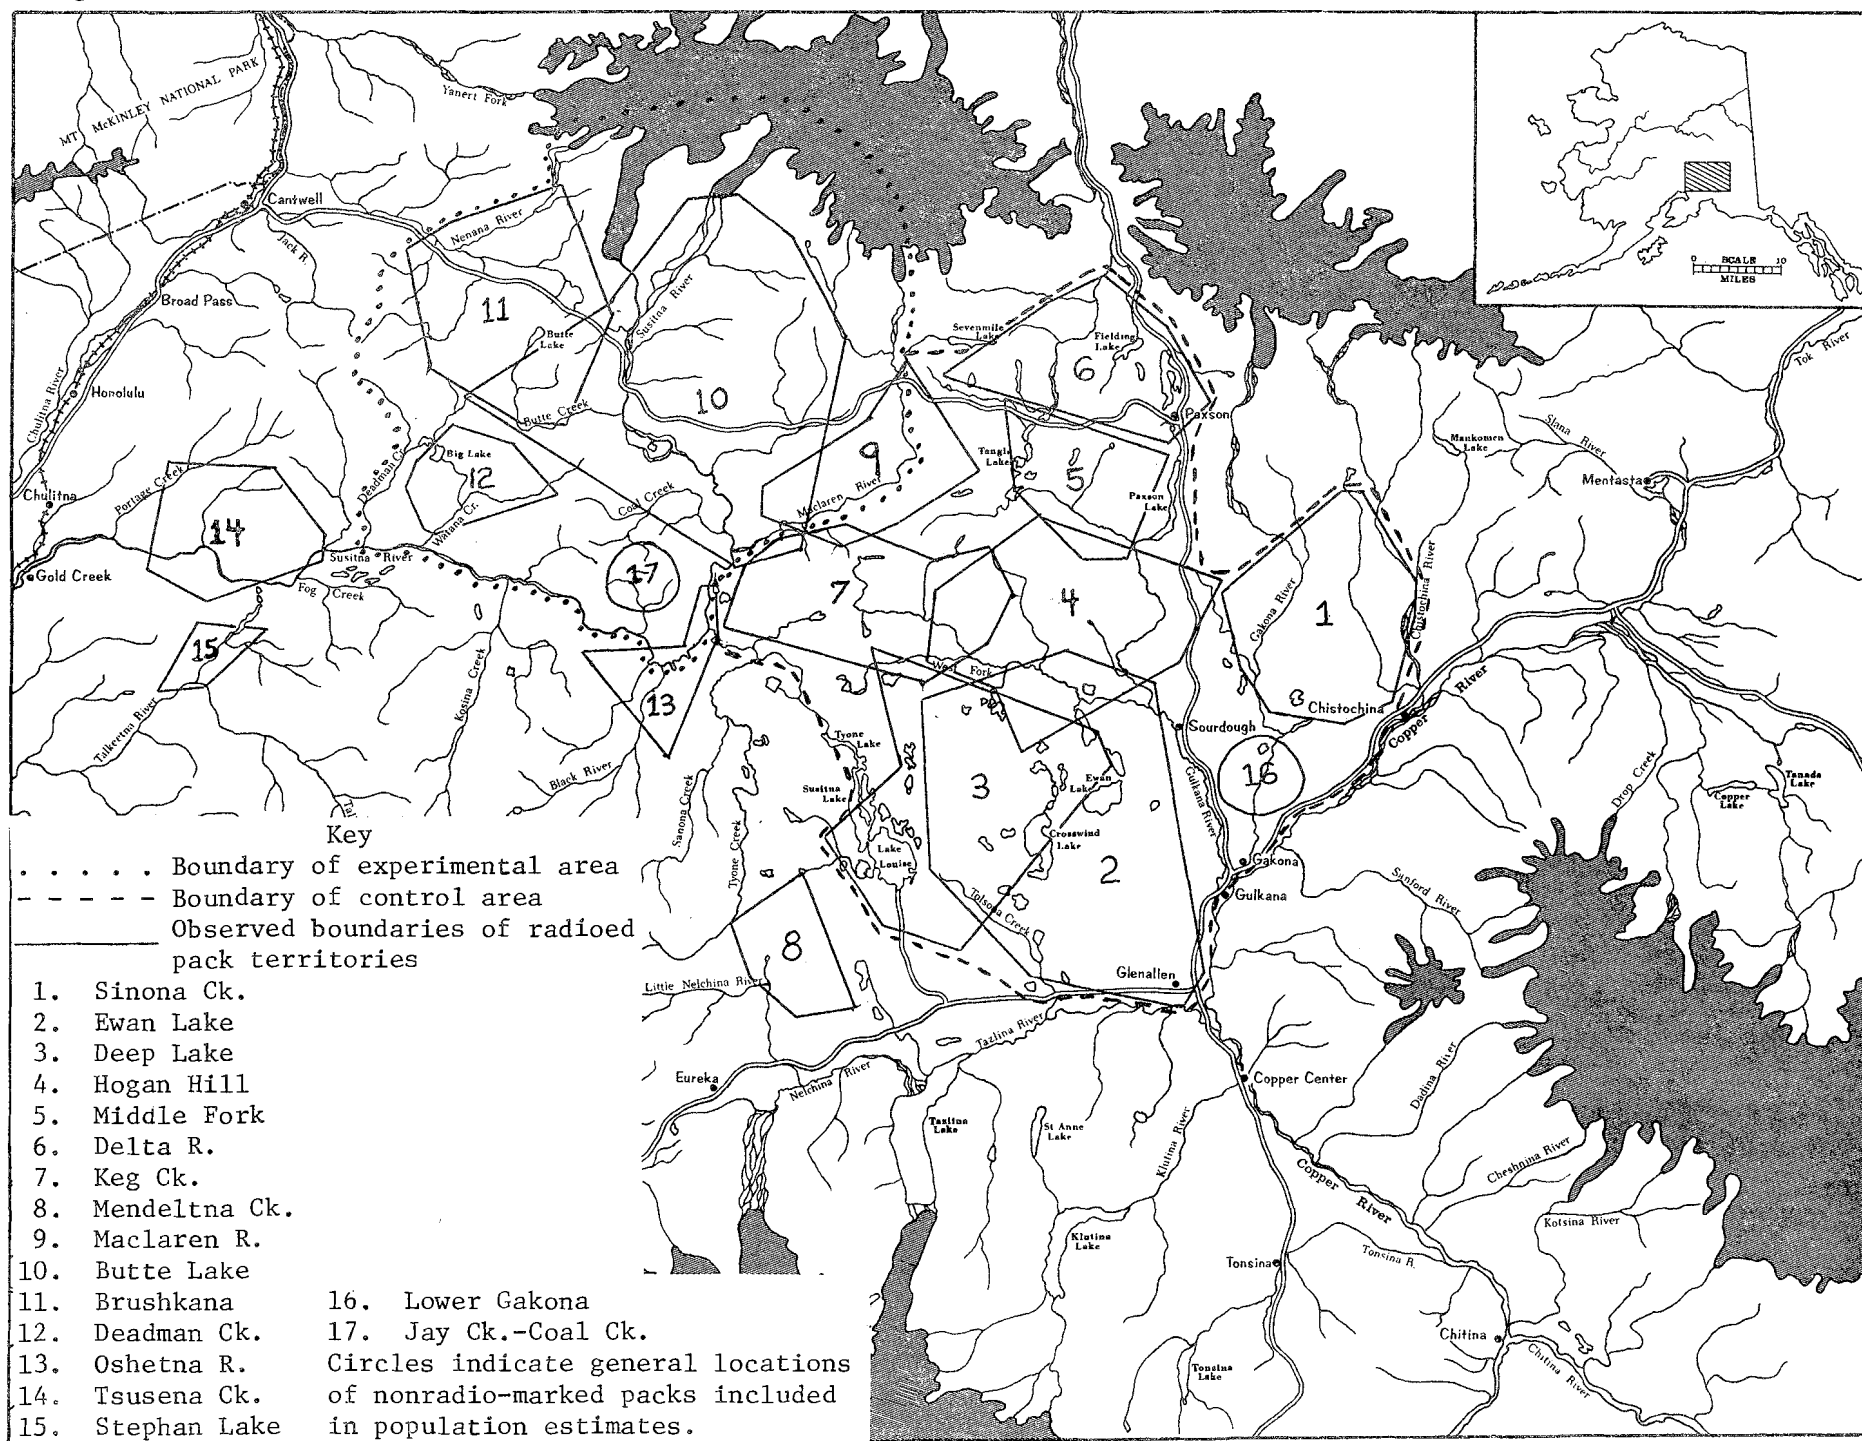 MT McKINLEY NATIONAL PARK
Yanert Fork
Cantwell
Nenana River
Jack R.
Broad Pass
11
Butte
Lake
Susitna River
Sevenmile
Lake
Fielding
Lake
6
0 SCALE 10
MILES
Tok River
Chulitna River
Honolulu
10
Butte Creek
Paxson
Slana River
Mankomen
Lake
Mentasta
Portage Creek
Chulitna
Deadman Cr.
Big Lake
12
Watana Cr.
Coal Creek
9
Maclaren River
Tangle
Lake
5
Paxson
Lake
14
Gold Creek
Susitna River
Fog Creek
17
7
4
Gakona River
1
Chistochina River
15
Talkeetna River
Kosina Creek
13
West Fork
Chistochina
Copper River
Sourdough
Black River
Tyone
Lake
Susitna
Lake
Sanona Creek
Tyone Creek
3
Ewan
Lake
Crosswind
Lake
Gulkana River
16
Drop Creek
Copper
Lake
Tanada
Lake
Lake
Louise
2
Tolsona Creek
Gakona
Gulkana
Sanford River
8
Little Nelchina River
Glenallen
Tazlina River
Eureka
Nelchina River
Copper Center
Dadina River
Tazlina
Lake
St Anne
Lake
Klutina River
Cheshnina River
Copper River
Kotsina River
Klutina
Lake
Tonsina
Tonsina R.
Chitina
Chitina River
Tonsina
Lake
Key
. . . . . Boundary of experimental area
- - - - - Boundary of control area
Observed boundaries of radioed
pack territories
1. Sinona Ck.
2. Ewan Lake
3. Deep Lake
4. Hogan Hill
5. Middle Fork
6. Delta R.
7. Keg Ck.
8. Mendeltna Ck.
9. Maclaren R.
10. Butte Lake
11. Brushkana
12. Deadman Ck.
13. Oshetna R.
14. Tsusena Ck.
15. Stephan Lake
16. Lower Gakona
17. Jay Ck.-Coal Ck.
Circles indicate general locations
of nonradio-marked packs included
in population estimates.